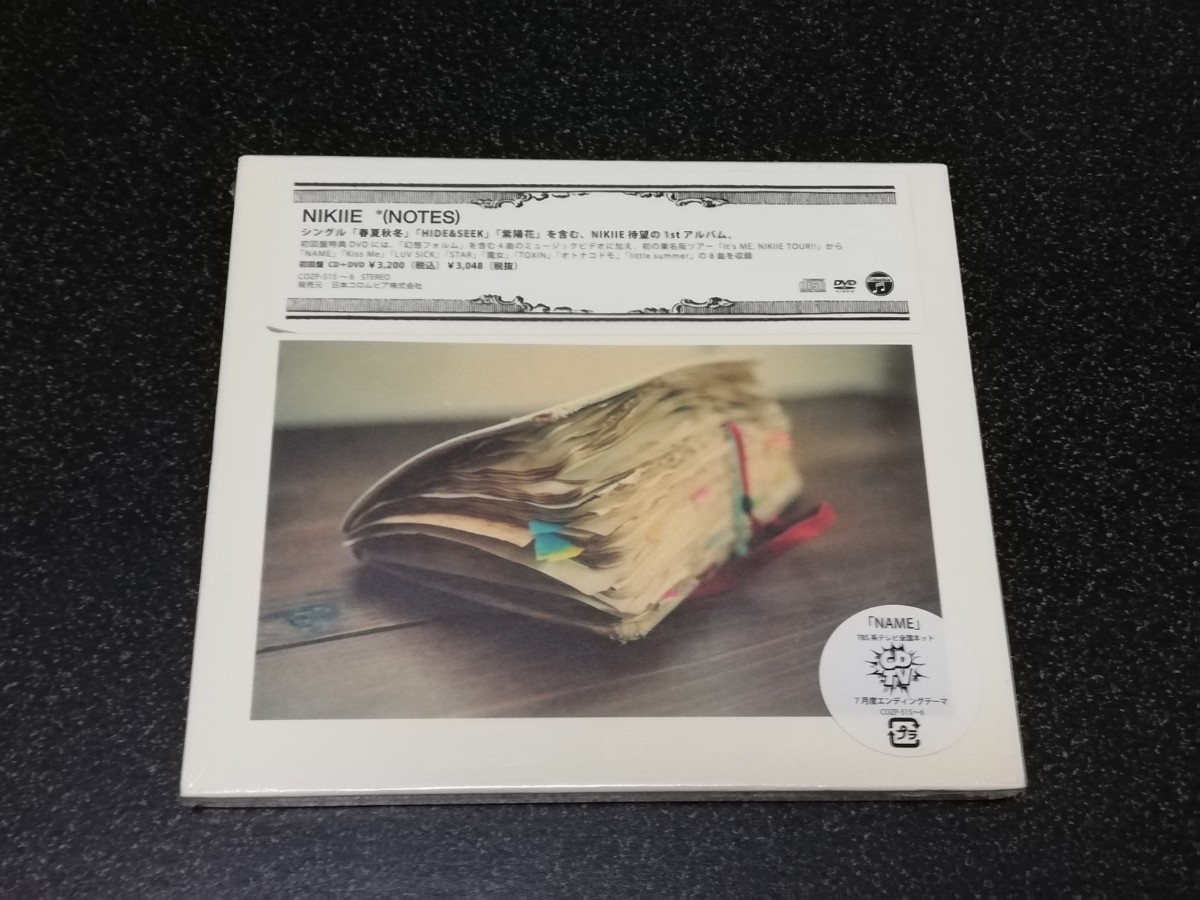 NIKIIE *(NOTES)
シングル「春夏秋冬」「HIDE&SEEK」「紫陽花」を含む、NIKIIE 待望の 1st アルバム。
初回盤特典 DVD には、「幻想フォルム」を含む 4 曲のミュージックビデオに加え、初の東名阪ツアー「It's ME, NIKIIE TOUR!!」から
「NAME」「Kiss Me」「LUV SICK」「STAR」「魔女」「TOXIN」「オトナコドモ」「little summer」の 8 曲を収録
初回盤 CD+DVD ¥3,200（税込）¥3,048（税抜）
COZP-515 〜 6 STEREO
発売元：日本コロムビア株式会社
DVD
VIDEO
「NAME」
TBS 系テレビ全国ネット
CD
TV
7 月度エンディングテーマ
COZP-515〜6
プラ